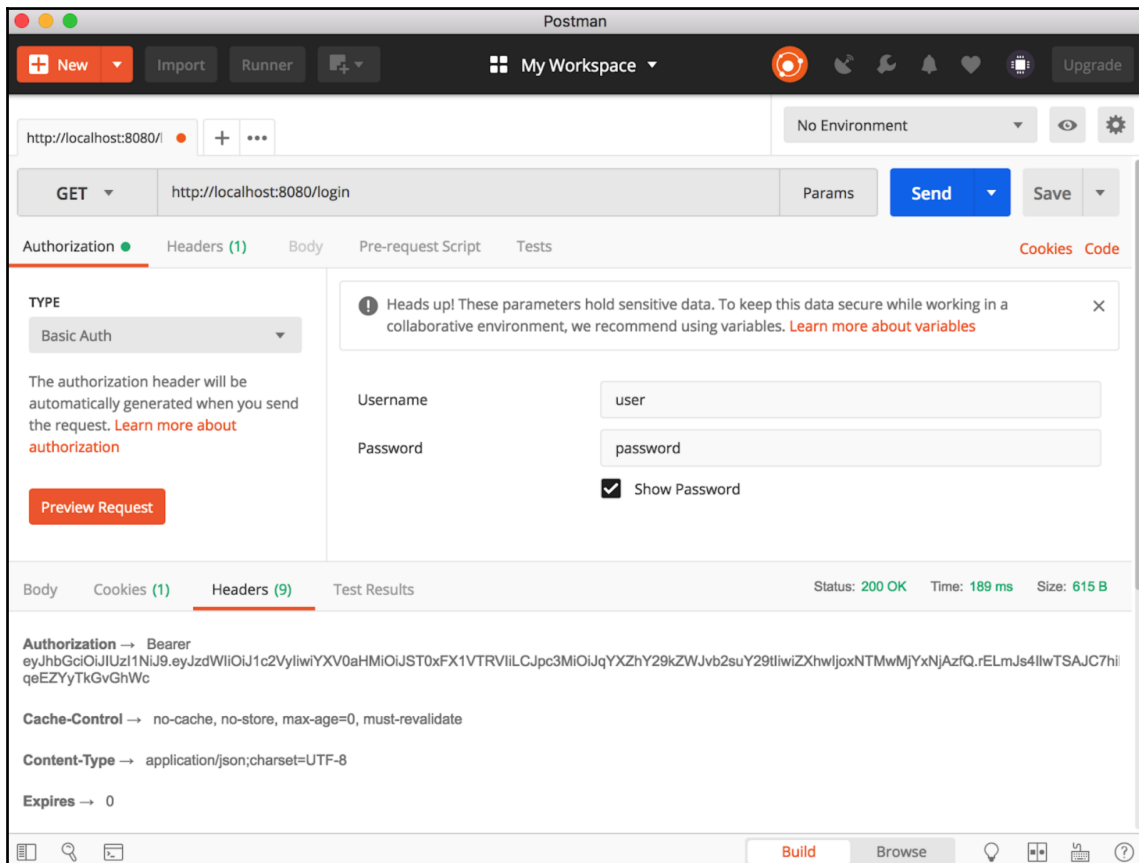 Postman
New Import Runner My Workspace Upgrade
http://localhost:8080/l No Environment
GET http://localhost:8080/login Params Send Save
Authorization Headers (1) Body Pre-request Script Tests Cookies Code
TYPE
Basic Auth
The authorization header will be
automatically generated when you send
the request. Learn more about
authorization
Preview Request
Heads up! These parameters hold sensitive data. To keep this data secure while working in a
collaborative environment, we recommend using variables. Learn more about variables
Username user
Password password
Show Password
Body Cookies (1) Headers (9) Test Results Status: 200 OK Time: 189 ms Size: 615 B
Authorization → Bearer
eyJhbGciOiJIUzI1NiJ9.eyJzdWIiOiJ1c2VyIiwiYXV0aHMiOiJST0xFX1VTRVIiLCJpc3MiOiJqYXZhY29kZWJvb2suY29tIiwiZXhwIjoxNTMwMjYxNjAzfQ.rELmJs4IlwTSAJC7hil
qeEZYyTkGvGhWc
Cache-Control → no-cache, no-store, max-age=0, must-revalidate
Content-Type → application/json;charset=UTF-8
Expires → 0
Build Browse